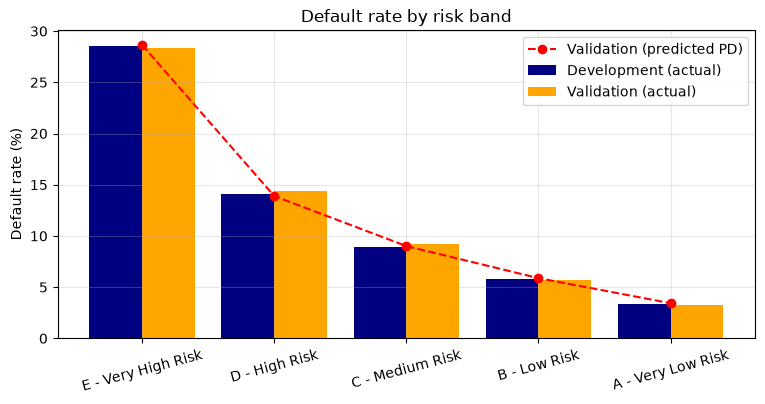 Default rate by risk band
Default rate (%)
30
25
20
15
10
5
0
Validation (predicted PD)
Development (actual)
Validation (actual)
E - Very High Risk
D - High Risk
C - Medium Risk
B - Low Risk
A - Very Low Risk